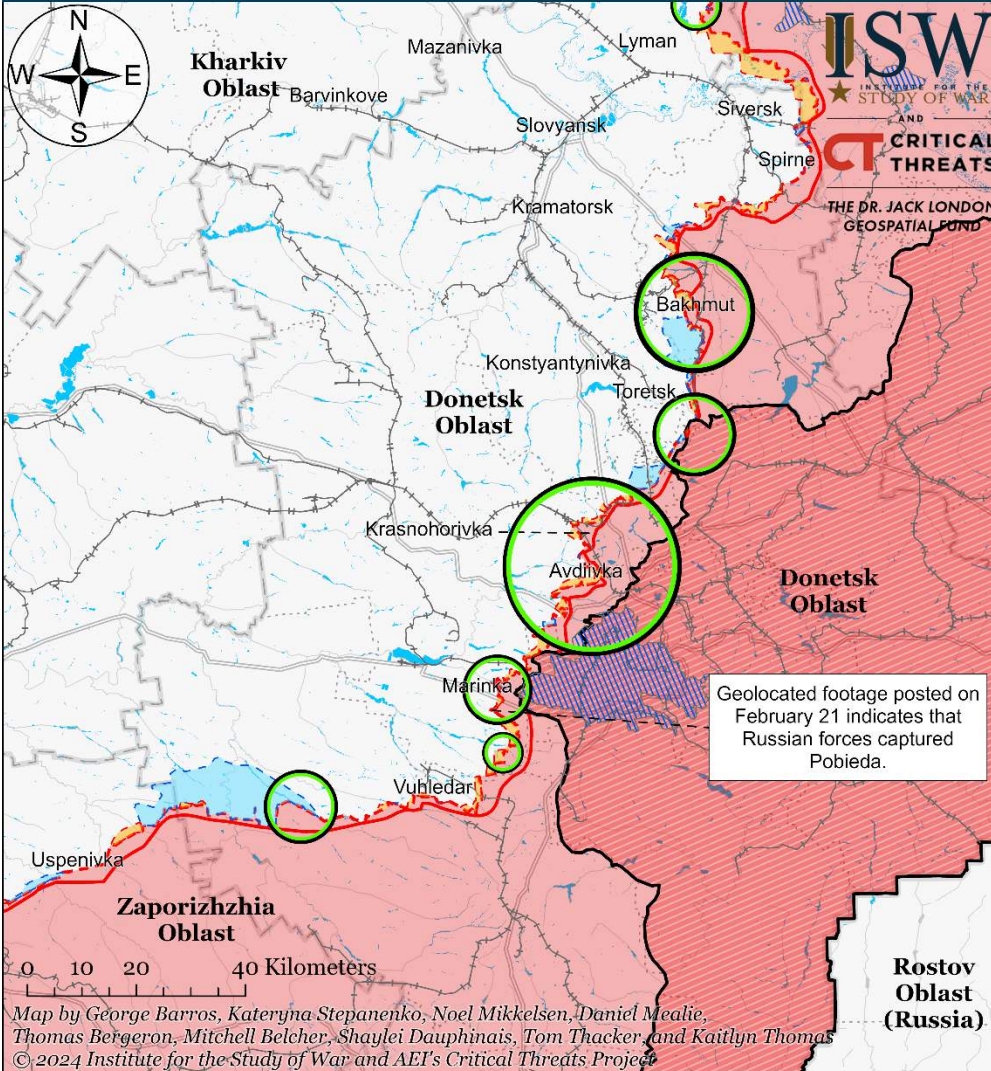 N
W E
S
ISW
INSTITUTE FOR THE
STUDY OF WAR
AND
CT CRITICAL
THREATS
THE DR. JACK LONDON
GEOSPATIAL FUND
Kharkiv
Oblast
Mazanivka
Lyman
Barvinkove
Slovyansk
Siversk
Spirne
Kramatorsk
Bakhmut
Konstyantynivka
Toretsk
Donetsk
Oblast
Krasnohorivka
Avdiivka
Donetsk
Oblast
Marinka
Geolocated footage posted on
February 21 indicates that
Russian forces captured
Pobieda.
Vuhledar
Uspenivka
Zaporizhzhia
Oblast
0 10 20 40 Kilometers
Rostov
Oblast
(Russia)
Map by George Barros, Kateryna Stepanenko, Noel Mikkelsen, Daniel Mealie,
Thomas Bergeron, Mitchell Belcher, Shaylei Dauphinais, Tom Thacker, and Kaitlyn Thomas
© 2024 Institute for the Study of War and AEI's Critical Threats Project